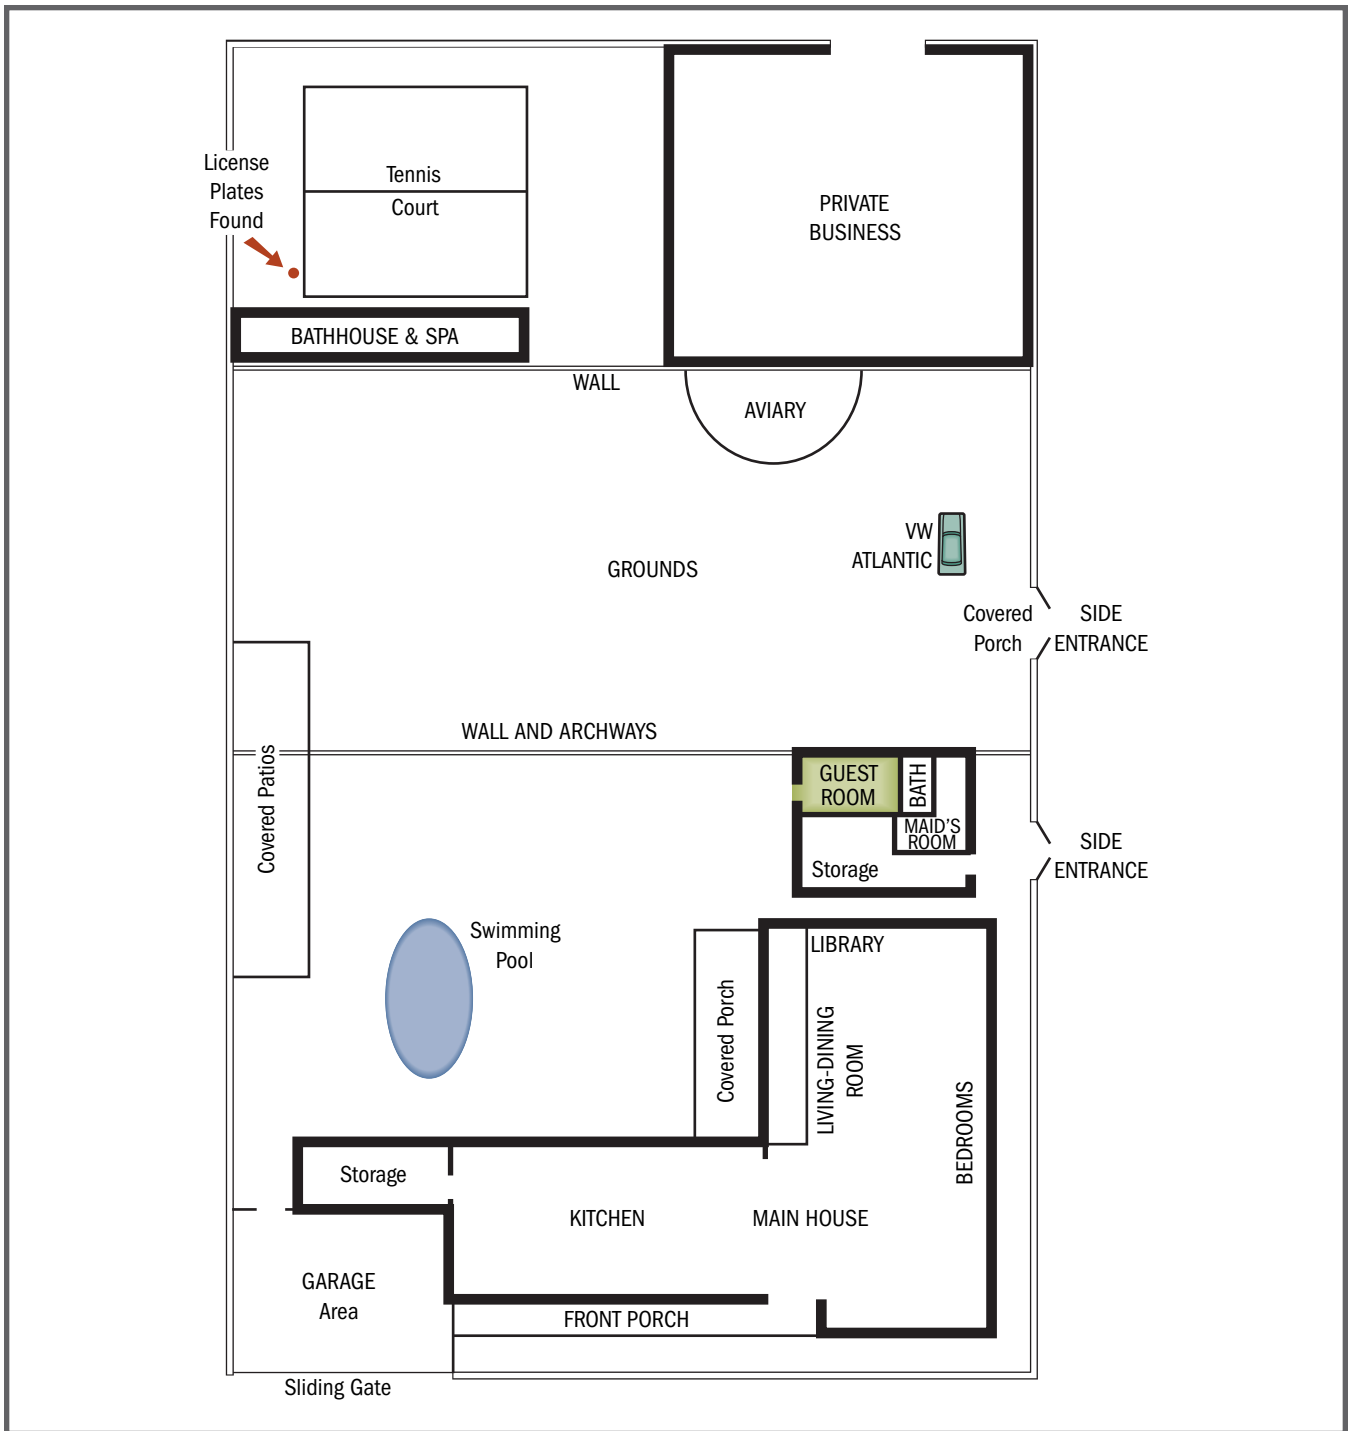 License
Plates
Found
Tennis
Court
PRIVATE
BUSINESS
BATHHOUSE & SPA
WALL
AVIARY
VW
ATLANTIC
GROUNDS
Covered
Porch
SIDE
ENTRANCE
WALL AND ARCHWAYS
Covered Patios
GUEST
ROOM
BATH
MAID'S
ROOM
Storage
SIDE
ENTRANCE
Swimming
Pool
LIBRARY
Covered Porch
LIVING-DINING
ROOM
BEDROOMS
Storage
KITCHEN
MAIN HOUSE
GARAGE
Area
FRONT PORCH
Sliding Gate